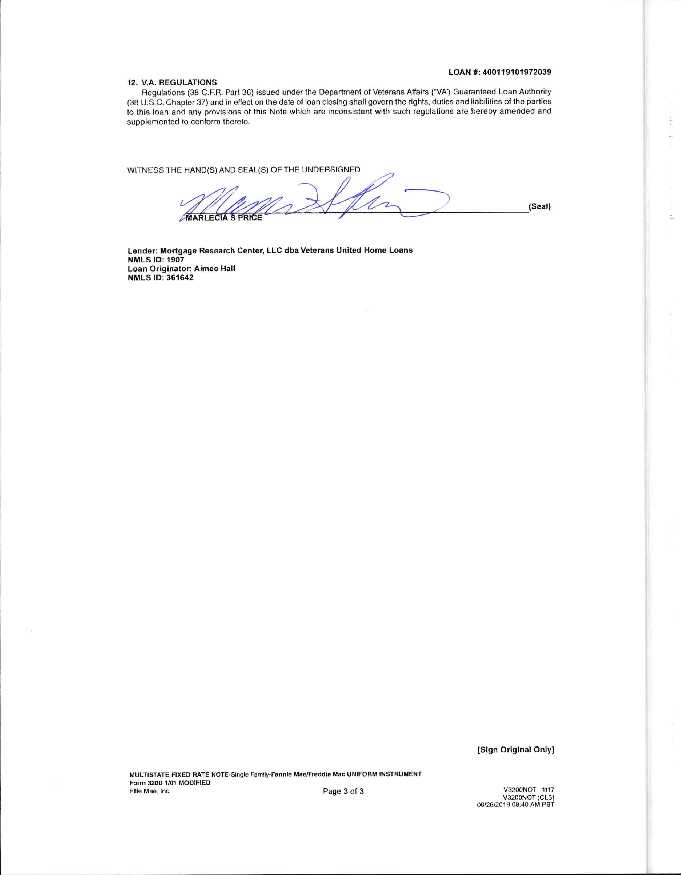 LOAN #: 400119101972039
12. V.A. REGULATIONS
Regulations (38 C.F.R. Part 36) issued under the Department of Veterans Affairs ("VA") Guaranteed Loan Authority
(38 U.S.C. Chapter 37) and in effect on the date of loan closing shall govern the rights, duties and liabilities of the parties
to this loan and any provisions of this Note which are inconsistent with such regulations are hereby amended and
supplemented to conform thereto.
WITNESS THE HAND(S) AND SEAL(S) OF THE UNDERSIGNED
MARLECIA S PRICE
(Seal)
Lender: Mortgage Research Center, LLC dba Veterans United Home Loans
NMLS ID: 1907
Loan Originator: Aimee Hall
NMLS ID: 361642
[Sign Original Only]
MULTISTATE FIXED RATE NOTE-Single Family-Fannie Mae/Freddie Mac UNIFORM INSTRUMENT
Form 3200 1/01 MODIFIED
Ellie Mae, Inc.
Page 3 of 3
V3200NOT 1117
V3200NOT (CLS)
09:40 AM PST